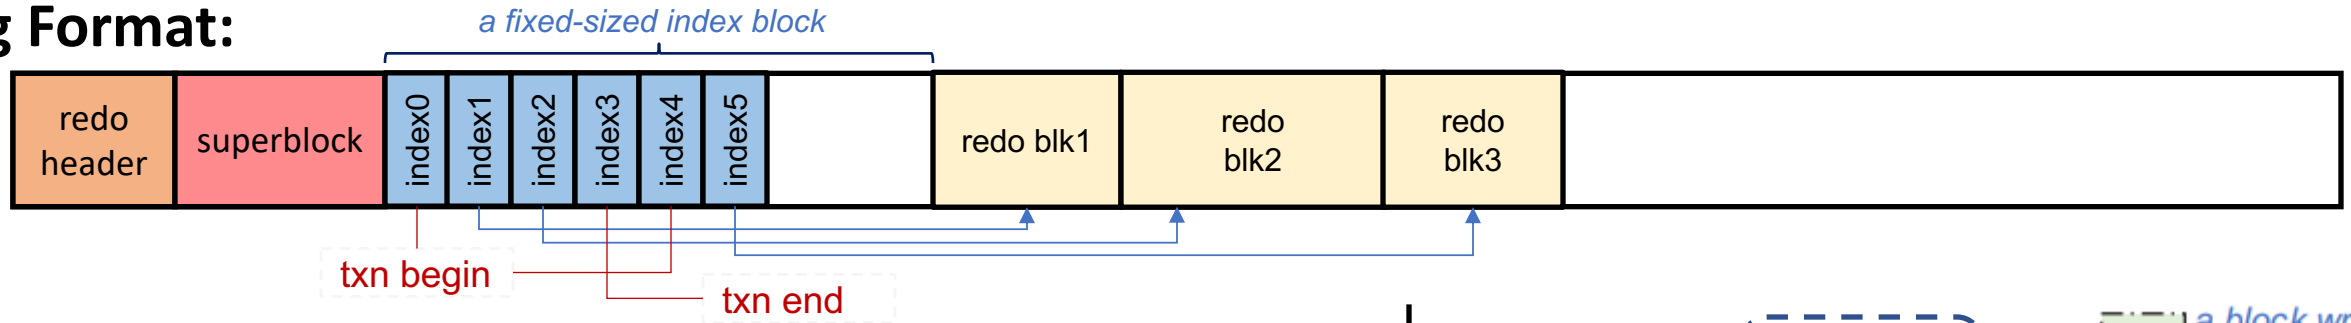 Format:
a fixed-sized index block
redo
header
superblock
index0
index1
index2
index3
index4
index5
redo blk1
redo
blk2
redo
blk3
txn begin
txn end
a block